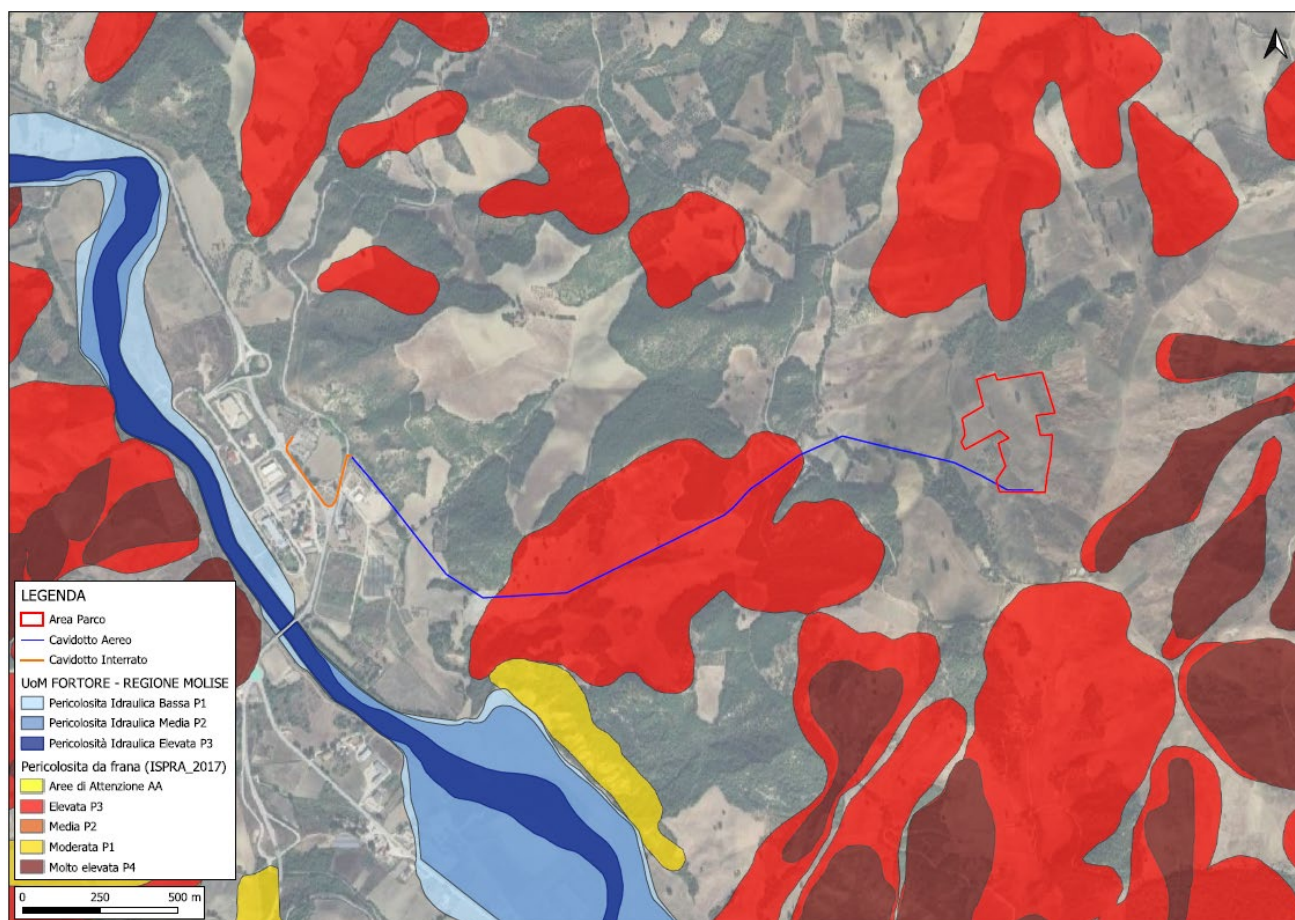 LEGENDA
Area Parco
Cavidotto Aereo
Cavidotto Interrato
UoM FORTORE - REGIONE MOLISE
Pericolosita Idraulica Bassa P1
Pericolosita Idraulica Media P2
Pericolosità Idraulica Elevata P3
Pericolosita da frana (ISPRA_2017)
Aree di Attenzione AA
Elevata P3
Media P2
Moderata P1
Molto elevata P4
0 250 500 m